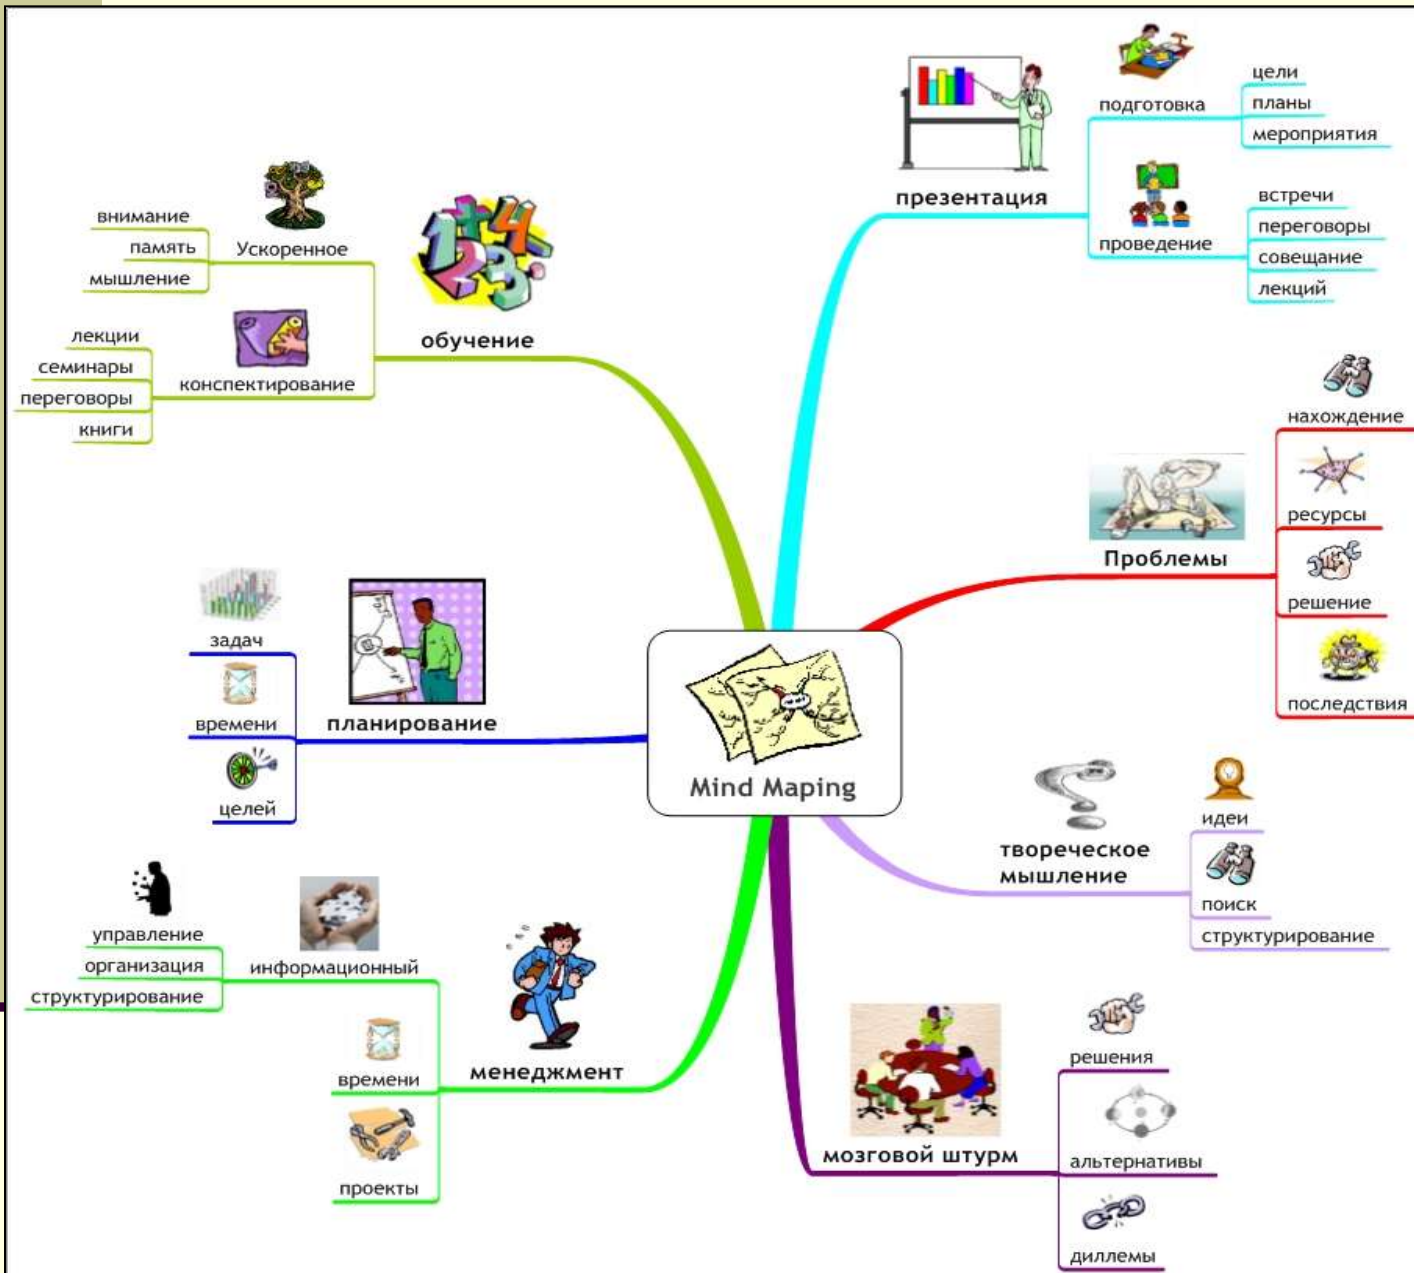 презентация
подготовка
цели
планы
мероприятия
проведение
встречи
переговоры
совещание
лекций
Проблемы
нахождение
ресурсы
решение
последствия
твореческое
мышление
идеи
поиск
структурирование
мозговой штурм
решения
альтернативы
диллемы
Mind Maping
обучение
Ускоренное
внимание
память
мышление
конспектирование
лекции
семинары
переговоры
книги
планирование
задач
времени
целей
менеджмент
информационный
управление
организация
структурирование
времени
проекты